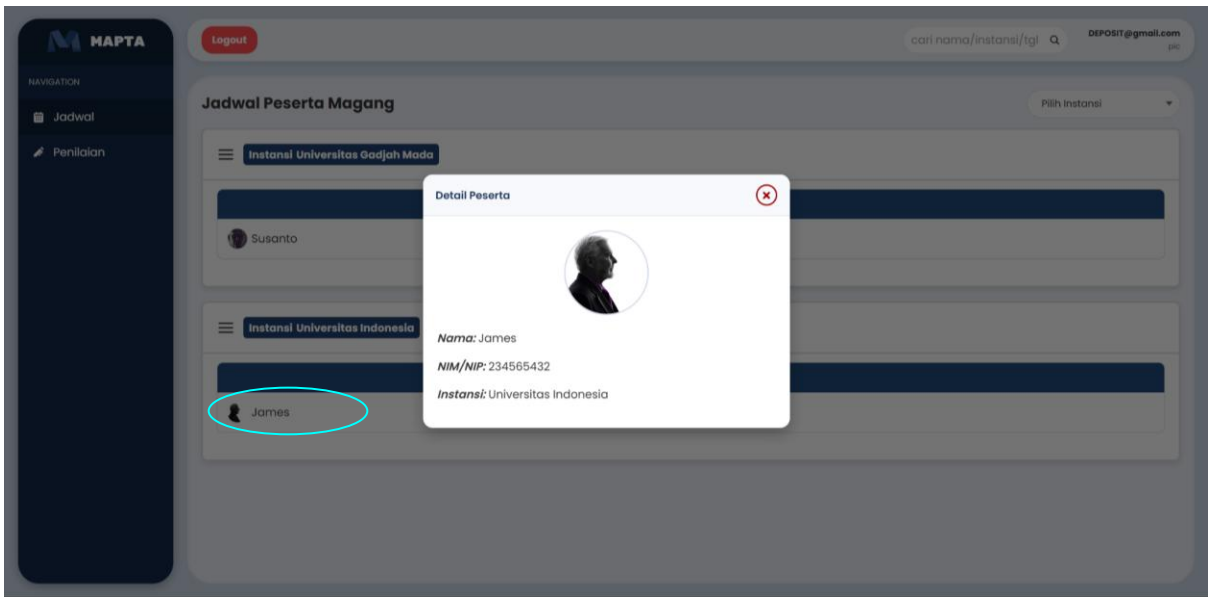 MAPTA
NAVIGATION
Jadwal
Penilaian
Logout
cari nama/instansi/tgl
DEPOSIT@gmail.com
pic
Jadwal Peserta Magang
Pilih Instansi
Instansi Universitas Gadjah Mada
Susanto
Instansi Universitas Indonesia
James
Detail Peserta
Nama: James
NIM/NIP: 234565432
Instansi: Universitas Indonesia